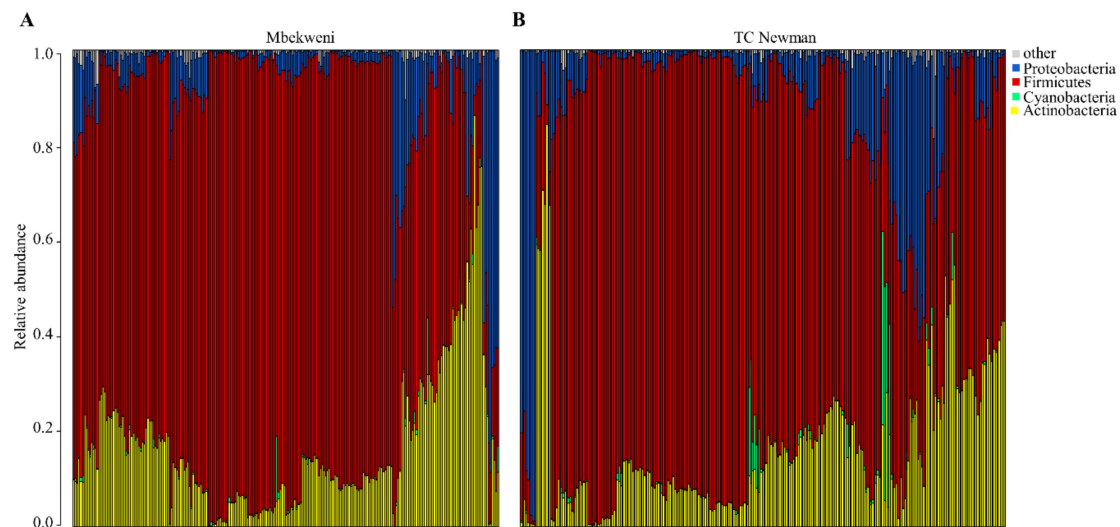 A
B
Mbekweni
TC Newman
other
Proteobacteria
Firmicutes
Cyanobacteria
Actinobacteria
Relative abundance
1.0
0.8
0.6
0.4
0.2
0.0